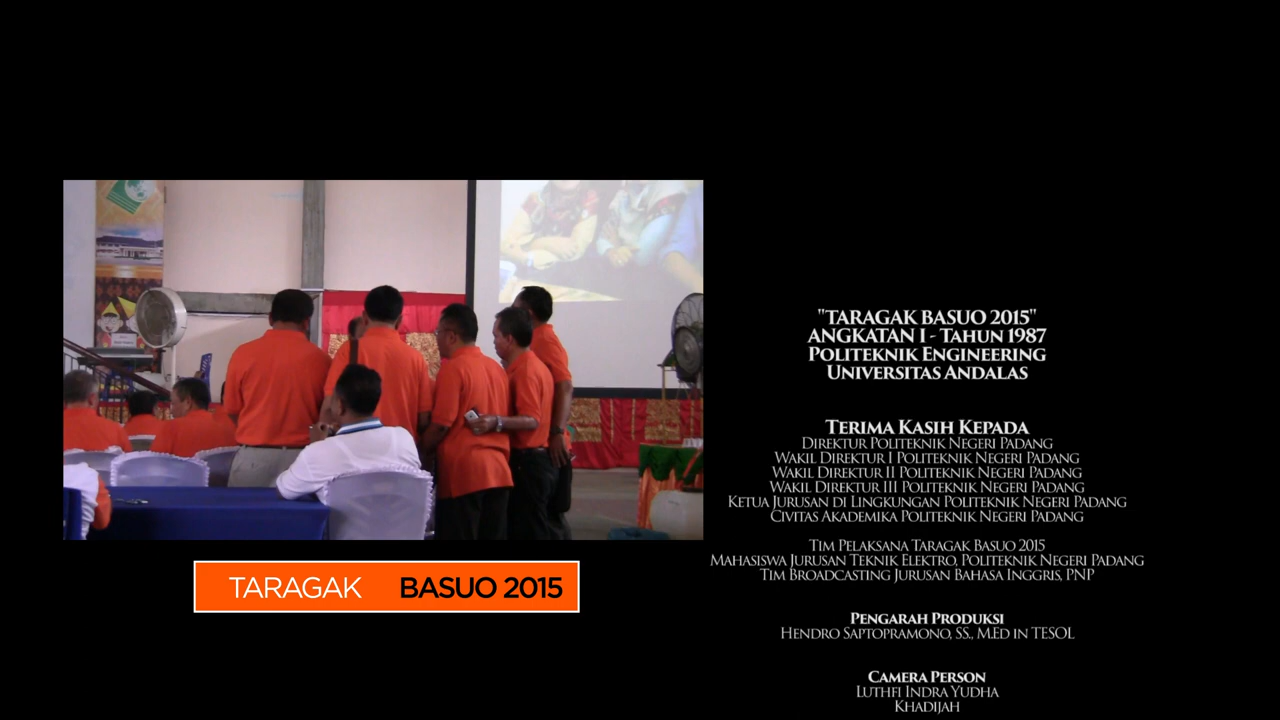 "TARAGAK BASUO 2015"
ANGKATAN I - TAHUN 1987
POLITEKNIK ENGINEERING
UNIVERSITAS ANDALAS
TERIMA KASIH KEPADA
DIREKTUR POLITEKNIK NEGERI PADANG
WAKIL DIREKTUR I POLITEKNIK NEGERI PADANG
WAKIL DIREKTUR II POLITEKNIK NEGERI PADANG
WAKIL DIREKTUR III POLITEKNIK NEGERI PADANG
KETUA JURUSAN DI LINGKUNGAN POLITEKNIK NEGERI PADANG
CIVITAS AKADEMIKA POLITEKNIK NEGERI PADANG
TIM PELAKSANA TARAGAK BASUO 2015
MAHASISWA JURUSAN TEKNIK ELEKTRO, POLITEKNIK NEGERI PADANG
TIM BROADCASTING JURUSAN BAHASA INGGRIS, PNP
PENGARAH PRODUKSI
HENDRO SAPTOPRAMONO, SS., M.ED IN TESOL
CAMERA PERSON
LUTHFI INDRA YUDHA
KHADIJAH
TARAGAK BASUO 2015